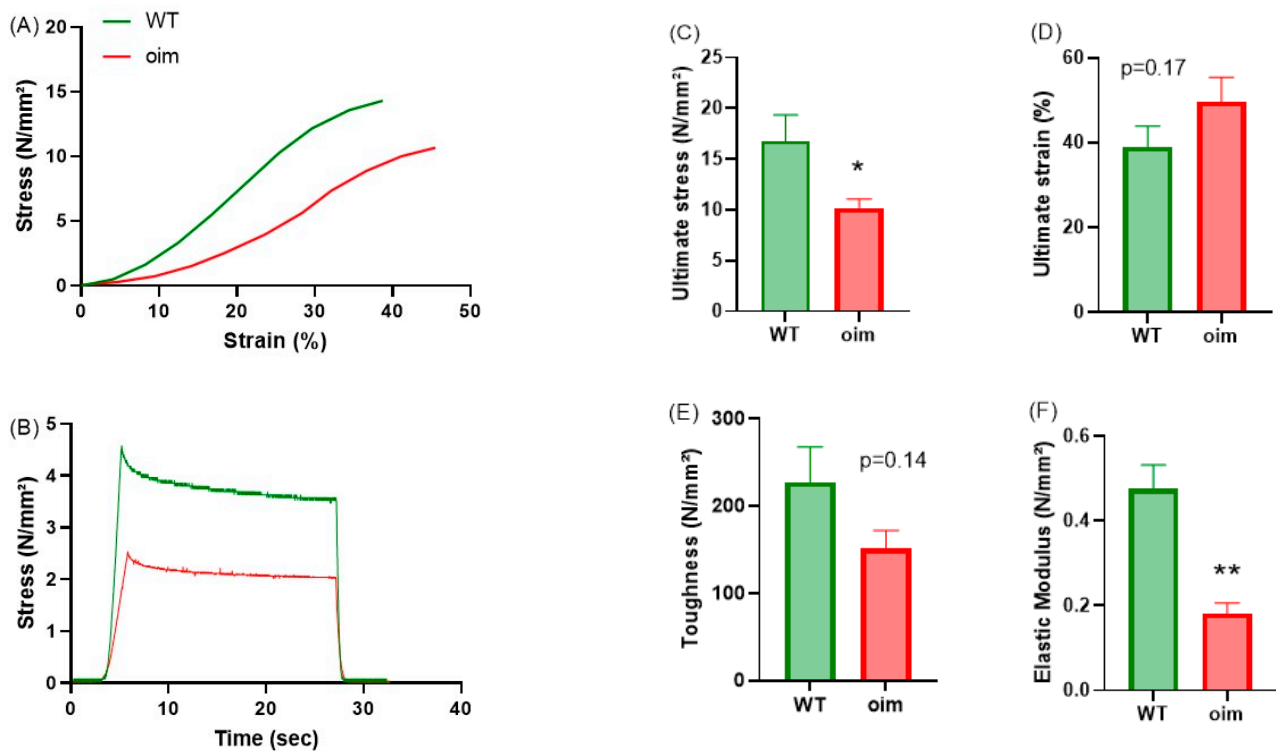 (A)
WT
oim
Stress (N/mm²)
20
15
10
5
0
0 10 20 30 40 50
Strain (%)
(B)
Stress (N/mm²)
5
4
3
2
1
0
0 10 20 30 40
Time (sec)
(C)
Ultimate stress (N/mm²)
25
20
15
10
5
0
*
WT oim
(D)
Ultimate strain (%)
60
40
20
0
p=0.17
WT oim
(E)
Toughness (N/mm²)
300
200
100
0
p=0.14
WT oim
(F)
Elastic Modulus (N/mm²)
0.6
0.4
0.2
0.0
**
WT oim